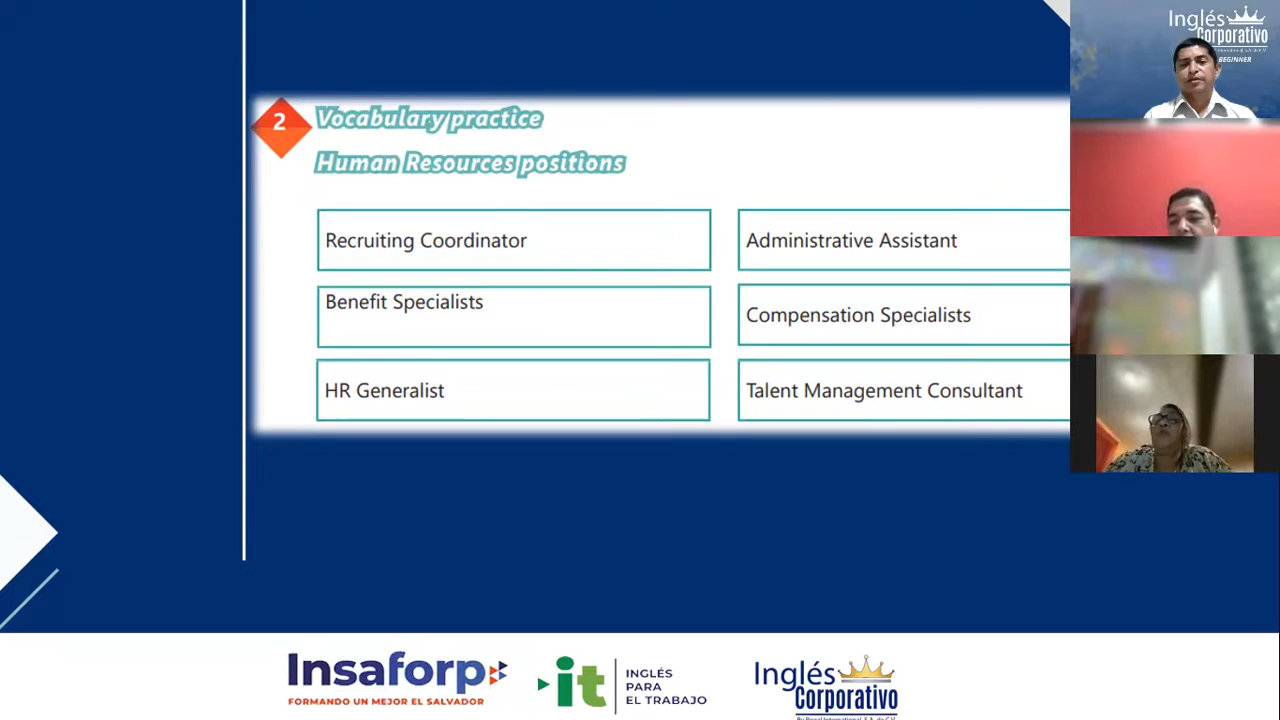 2
Vocabulary practice
Human Resources positions
Recruiting Coordinator
Administrative Assistant
Benefit Specialists
Compensation Specialists
HR Generalist
Talent Management Consultant
Inglés
Corporativo
BEGINNER
Insaforp
FORMANDO UN MEJOR EL SALVADOR
it
INGLÉS
PARA
EL TRABAJO
Inglés
Corporativo